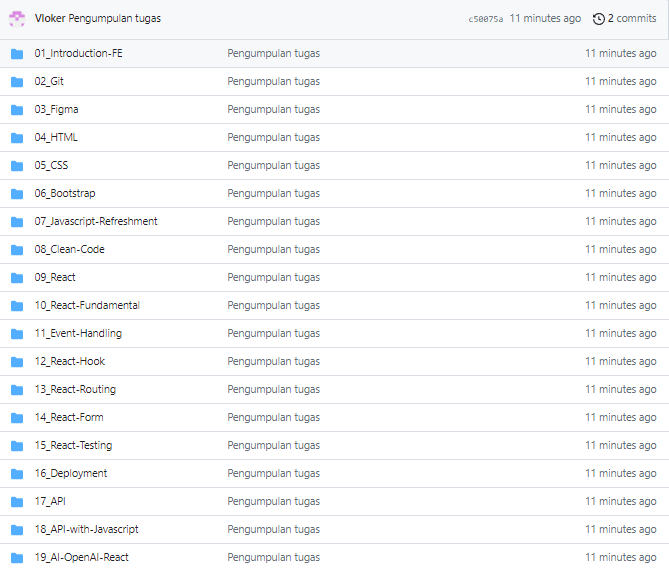 Vloker Pengumpulan tugas c50075a 11 minutes ago 2 commits
01_Introduction-FE Pengumpulan tugas 11 minutes ago
02_Git Pengumpulan tugas 11 minutes ago
03_Figma Pengumpulan tugas 11 minutes ago
04_HTML Pengumpulan tugas 11 minutes ago
05_CSS Pengumpulan tugas 11 minutes ago
06_Bootstrap Pengumpulan tugas 11 minutes ago
07_Javascript-Refreshment Pengumpulan tugas 11 minutes ago
08_Clean-Code Pengumpulan tugas 11 minutes ago
09_React Pengumpulan tugas 11 minutes ago
10_React-Fundamental Pengumpulan tugas 11 minutes ago
11_Event-Handling Pengumpulan tugas 11 minutes ago
12_React-Hook Pengumpulan tugas 11 minutes ago
13_React-Routing Pengumpulan tugas 11 minutes ago
14_React-Form Pengumpulan tugas 11 minutes ago
15_React-Testing Pengumpulan tugas 11 minutes ago
16_Deployment Pengumpulan tugas 11 minutes ago
17_API Pengumpulan tugas 11 minutes ago
18_API-with-Javascript Pengumpulan tugas 11 minutes ago
19_AI-OpenAI-React Pengumpulan tugas 11 minutes ago